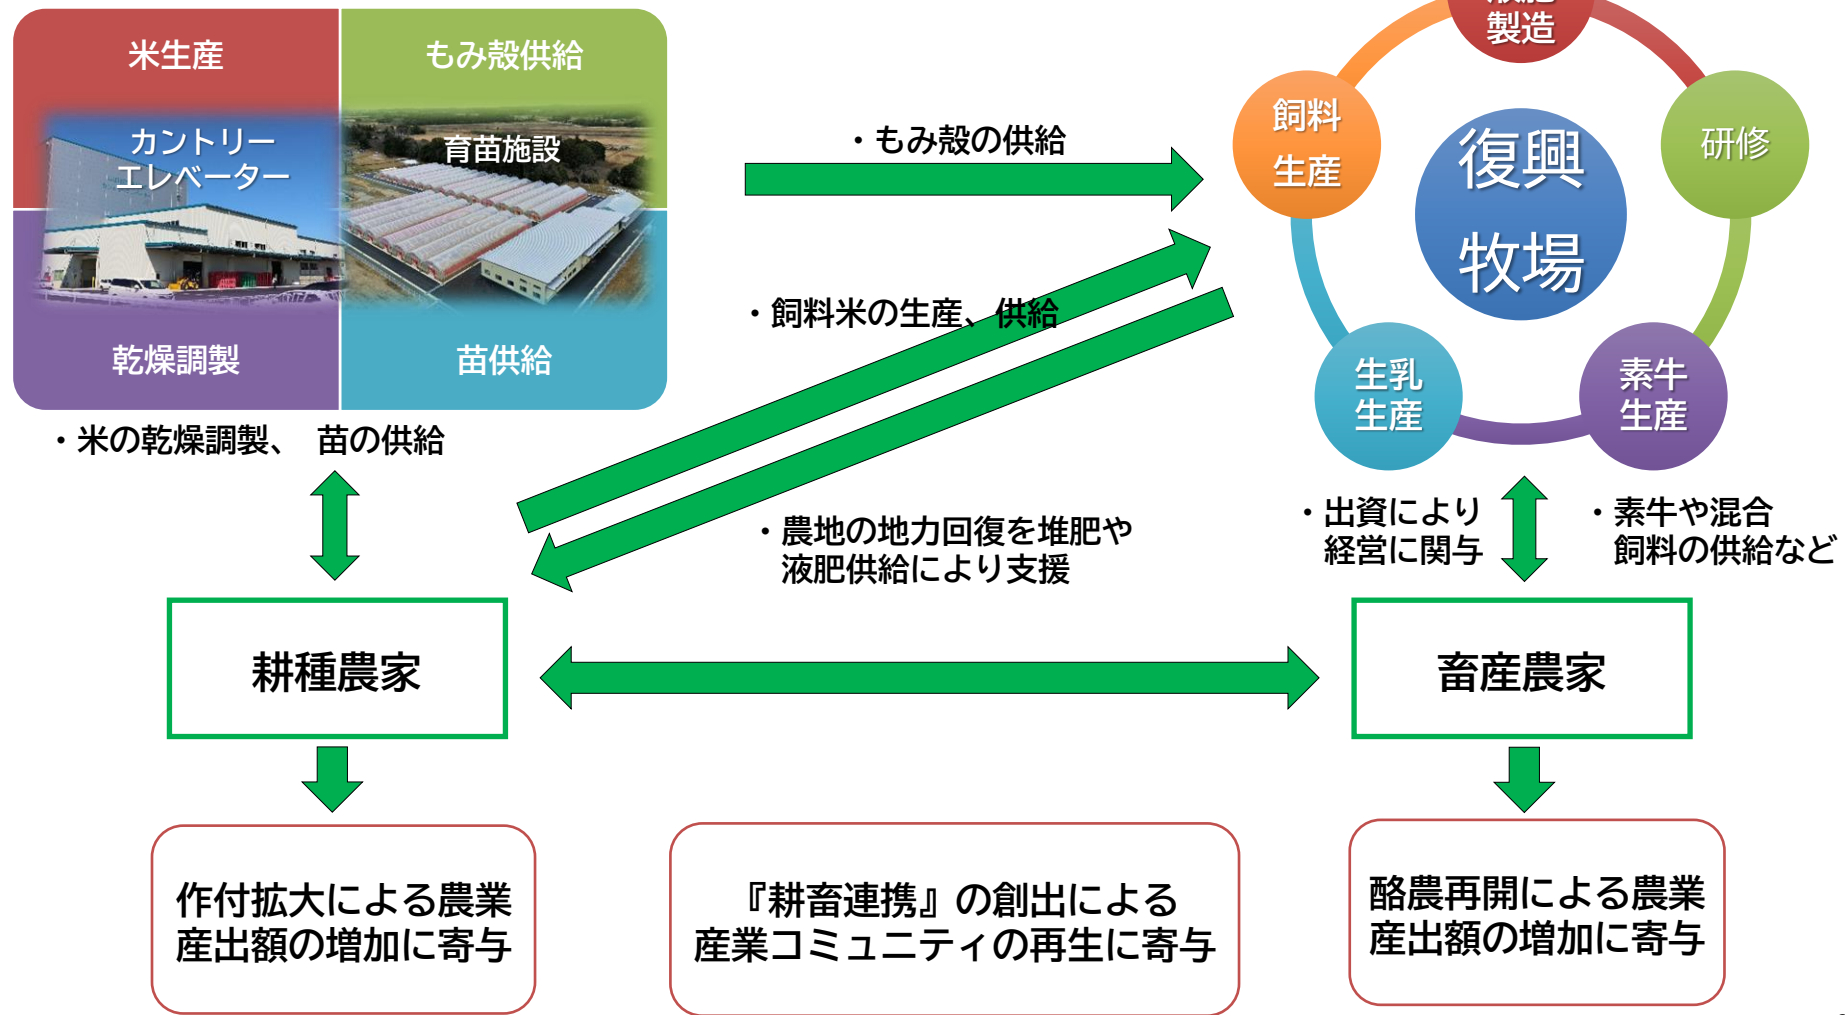 米生産
もみ殻供給
カントリー
エレベーター
育苗施設
乾燥調製
苗供給
・米の乾燥調製、 苗の供給
・もみ殻の供給
・飼料米の生産、供給
・農地の地力回復を堆肥や
液肥供給により支援
製造
飼料
生産
研修
復興
牧場
生乳
生産
素牛
生産
・出資により
経営に関与
・素牛や混合
飼料の供給など
耕種農家
畜産農家
作付拡大による農業
産出額の増加に寄与
『耕畜連携』の創出による
産業コミュニティの再生に寄与
酪農再開による農業
産出額の増加に寄与